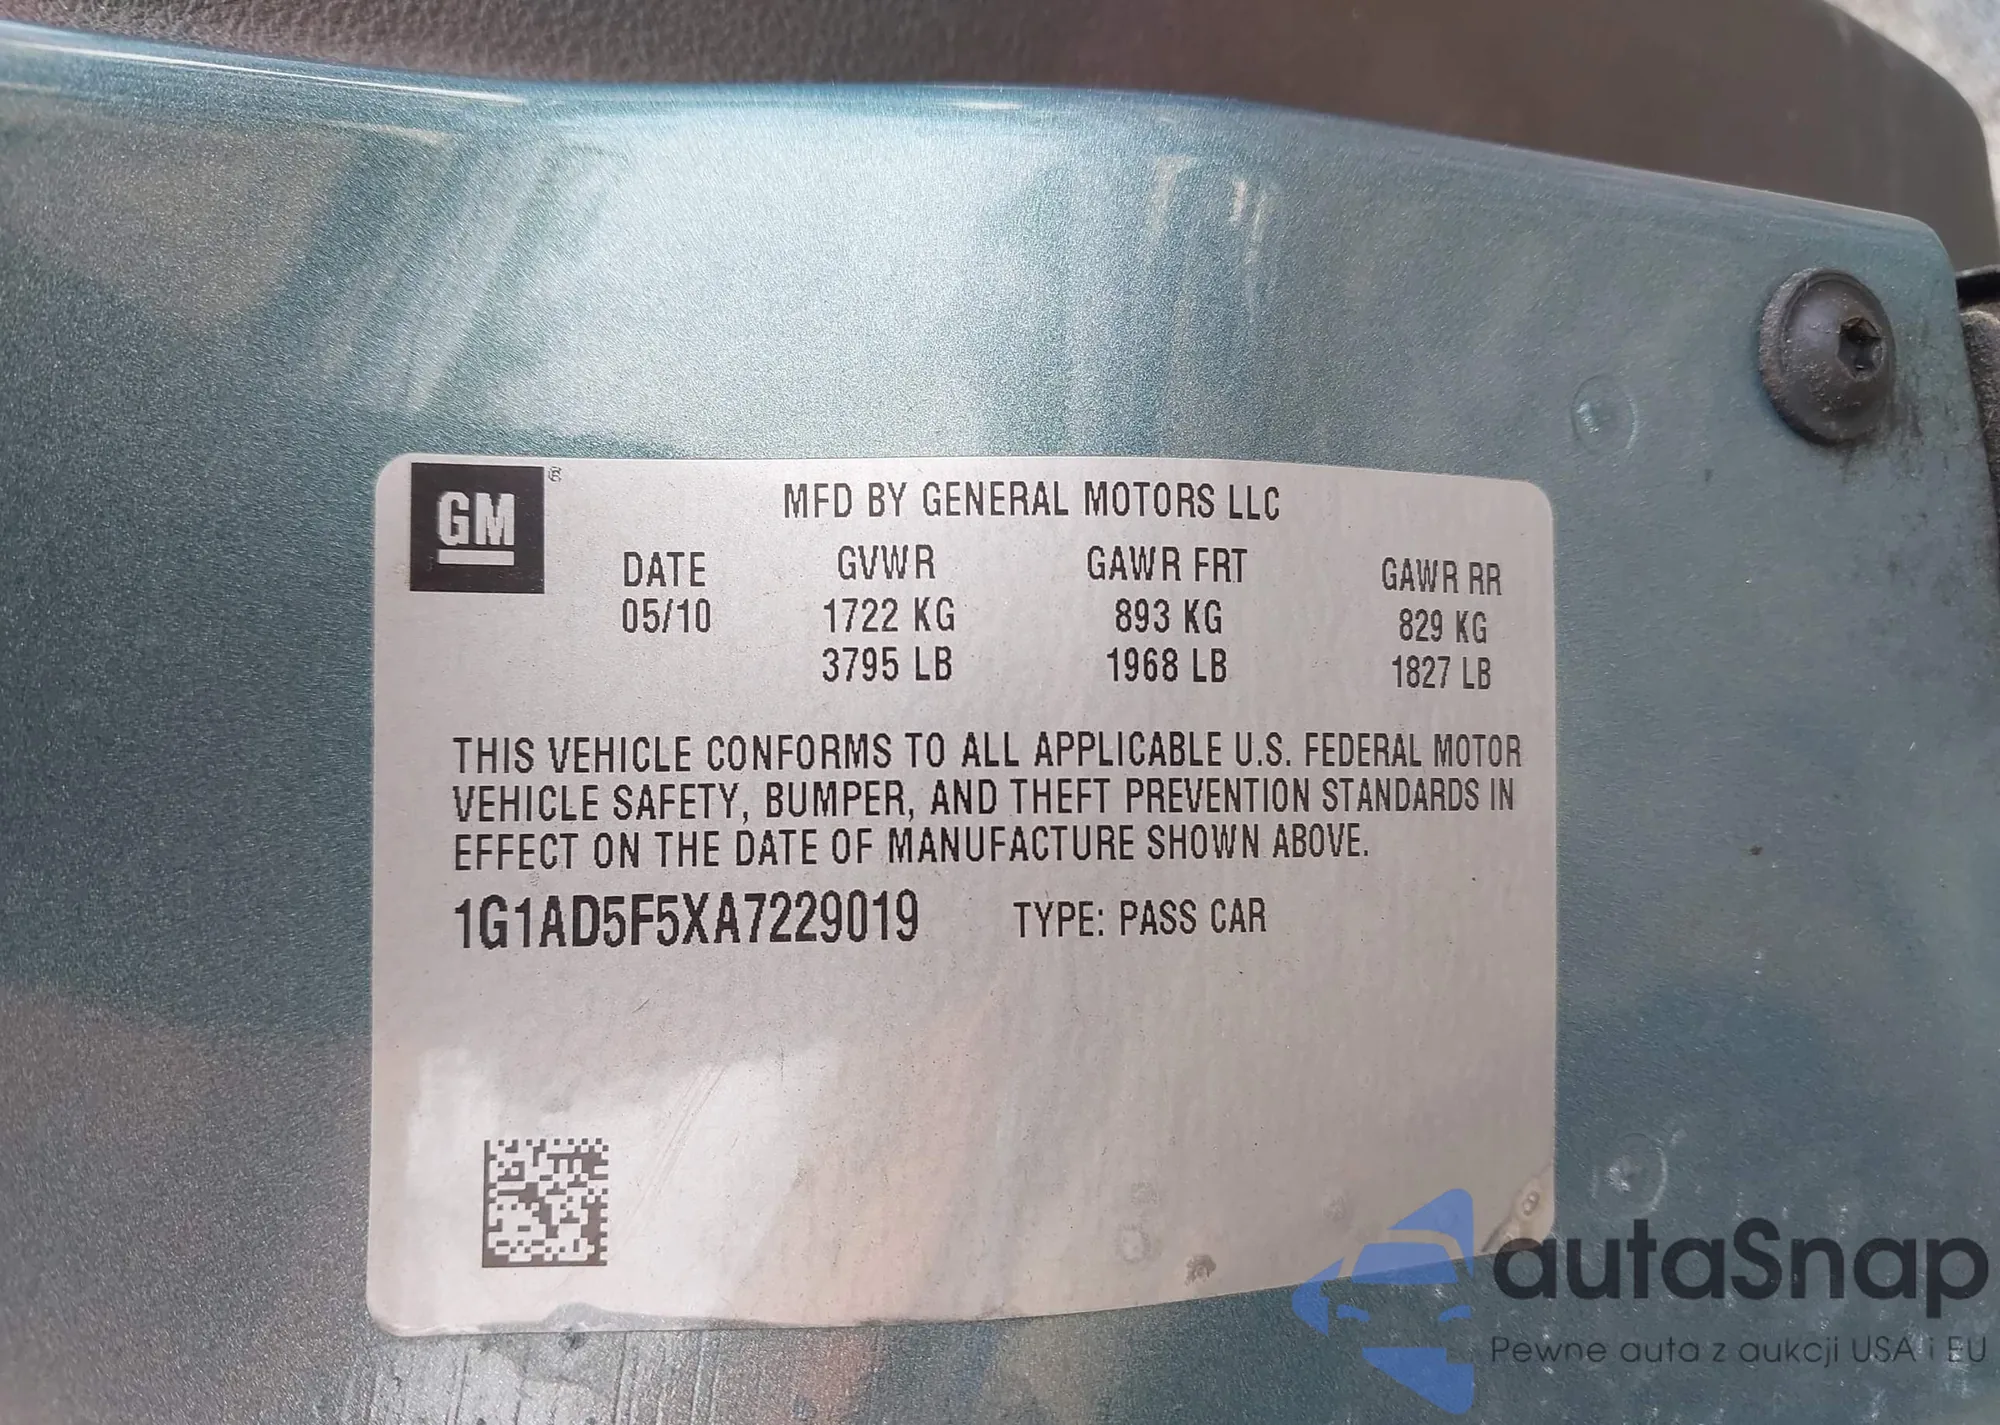 GM®
MFD BY GENERAL MOTORS LLC
DATE GVWR GAWR FRT GAWR RR
05/10 1722 KG 893 KG 829 KG
3795 LB 1968 LB 1827 LB
THIS VEHICLE CONFORMS TO ALL APPLICABLE U.S. FEDERAL MOTOR
VEHICLE SAFETY, BUMPER, AND THEFT PREVENTION STANDARDS IN
EFFECT ON THE DATE OF MANUFACTURE SHOWN ABOVE.
1G1AD5F5XA7229019 TYPE: PASS CAR
autaSnap
Pewne auta z aukcji USA i EU